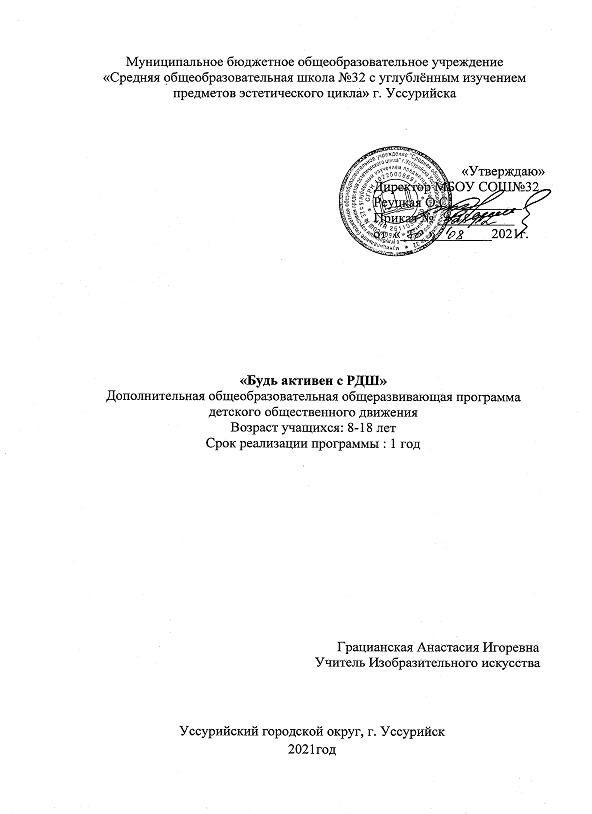 Муниципальное бюджетное общеобразовательное учреждение
«Средняя общеобразовательная школа №32 с углублённым изучением
предметов эстетического цикла» г. Уссурийска
«Утверждаю»
Директор МБОУ СОШ№32
Реуцкая О.С.
Приказ №
от « » 08 2021г.
«Будь активен с РДШ»
Дополнительная общеобразовательная общеразвивающая программа
детского общественного движения
Возраст учащихся: 8-18 лет
Срок реализации программы : 1 год
Грацианская Анастасия Игоревна
Учитель Изобразительного искусства
Уссурийский городской округ, г. Уссурийск
2021год